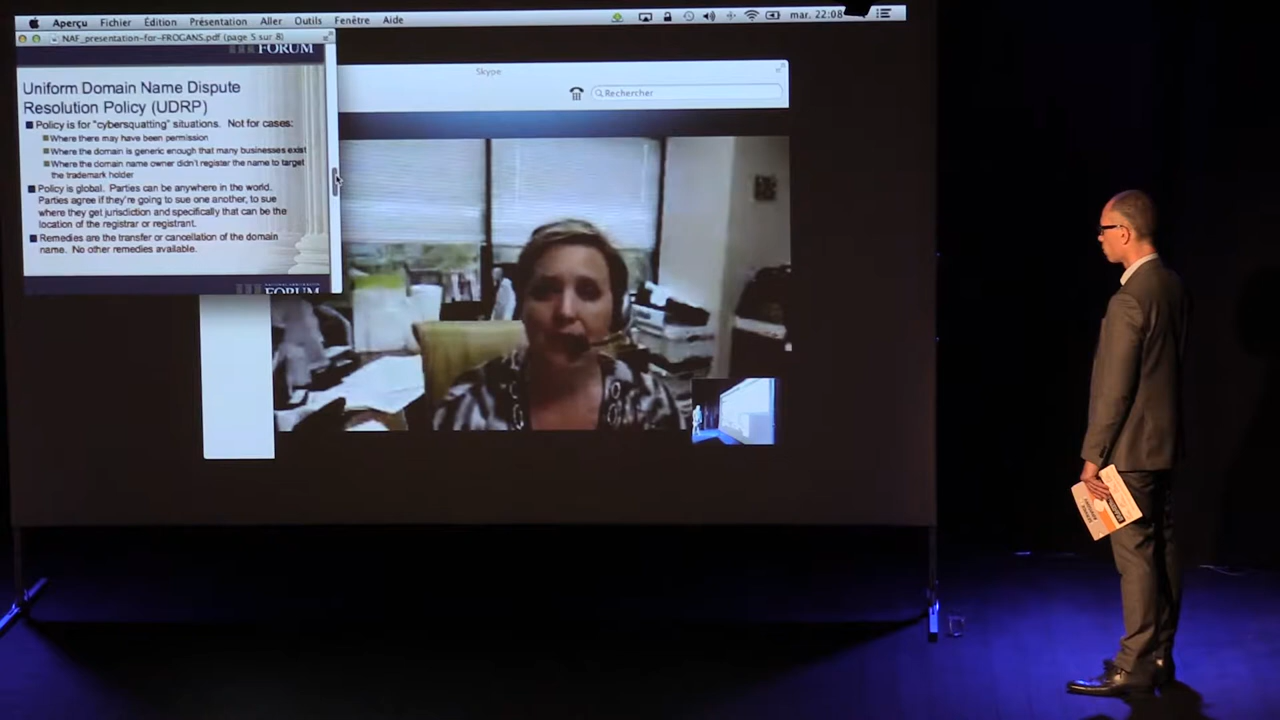 Aperçu Fichier Édition Présentation Aller Outils Fenêtre Aide
mar. 22:08
NAF_presentation-for-FROGANS.pdf (page 5 sur 8)
FORUM
Uniform Domain Name Dispute
Resolution Policy (UDRP)
Policy is for "cybersquatting" situations. Not for cases:
Where there may have been permission
Where the domain is generic enough that many businesses exist
Where the domain name owner didn't register the name to target
the trademark holder
Policy is global. Parties can be anywhere in the world.
Parties agree if they're going to sue one another, to sue
where they get jurisdiction and specifically that can be the
location of the registrar or registrant.
Remedies are the transfer or cancellation of the domain
name. No other remedies available.
FORUM
Skype
Rechercher